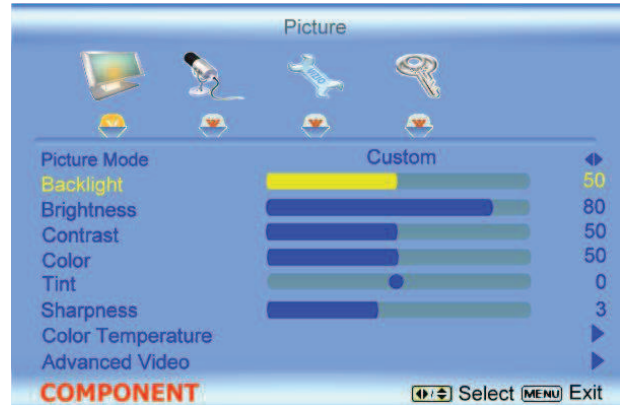 Picture
VIZIO
Picture Mode Custom
Backlight 50
Brightness 80
Contrast 50
Color 50
Tint 0
Sharpness 3
Color Temperature
Advanced Video
COMPONENT Select MENU Exit